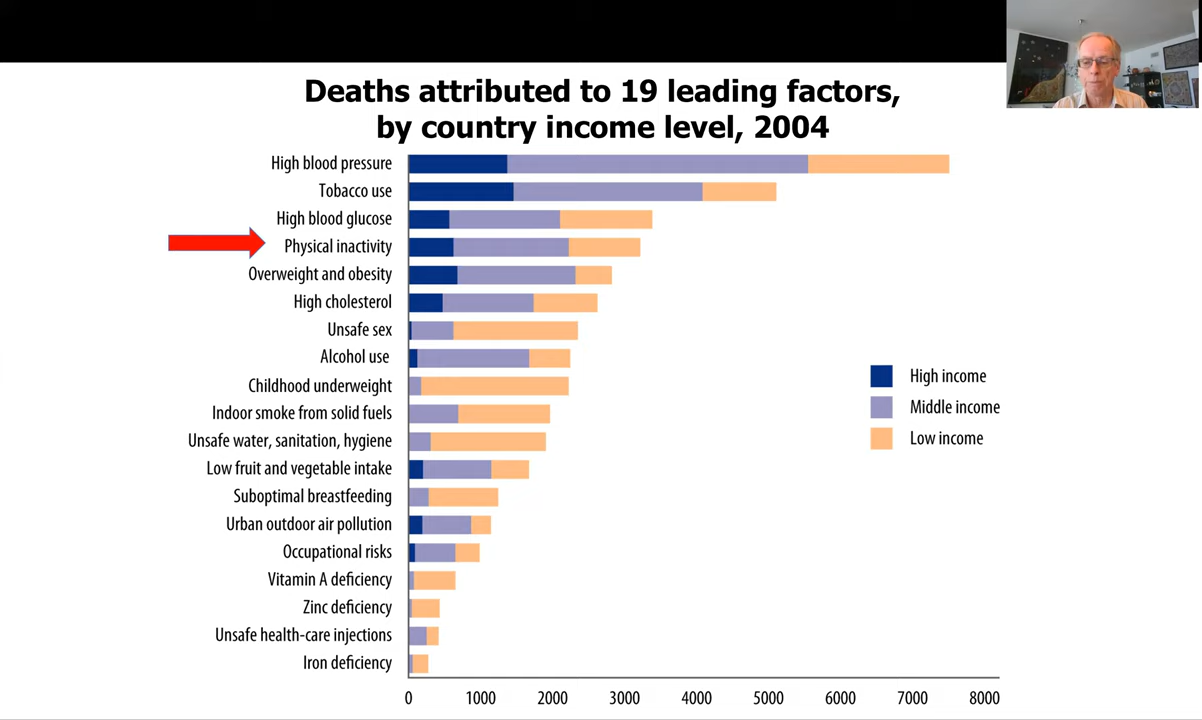 Deaths attributed to 19 leading factors,
by country income level, 2004
High blood pressure
Tobacco use
High blood glucose
Physical inactivity
Overweight and obesity
High cholesterol
Unsafe sex
Alcohol use
Childhood underweight
Indoor smoke from solid fuels
Unsafe water, sanitation, hygiene
Low fruit and vegetable intake
Suboptimal breastfeeding
Urban outdoor air pollution
Occupational risks
Vitamin A deficiency
Zinc deficiency
Unsafe health-care injections
Iron deficiency
High income
Middle income
Low income
0 1000 2000 3000 4000 5000 6000 7000 8000